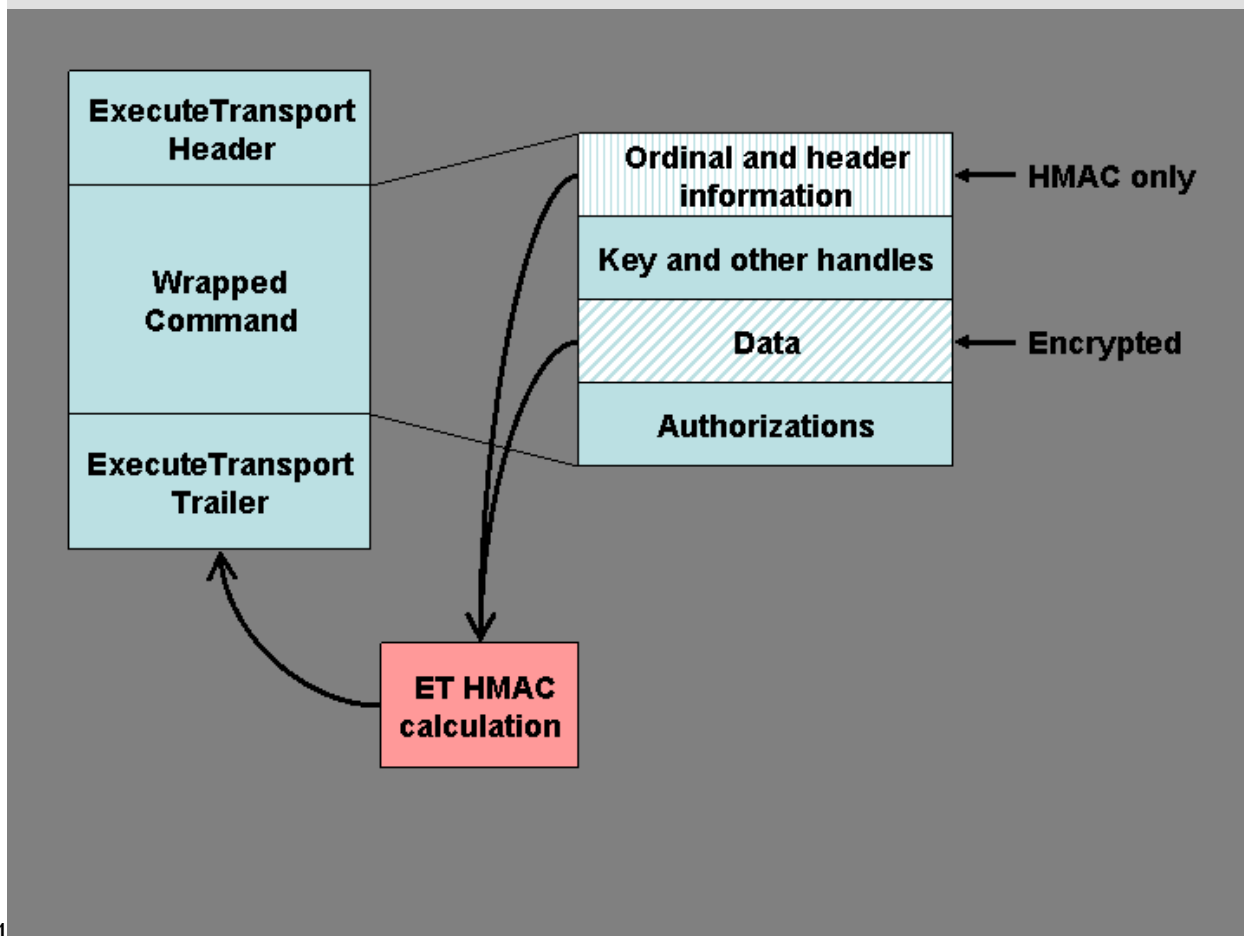 ExecuteTransport
Header
Wrapped
Command
ExecuteTransport
Trailer
Ordinal and header
information
Key and other handles
Data
Authorizations
HMAC only
Encrypted
ET HMAC
calculation